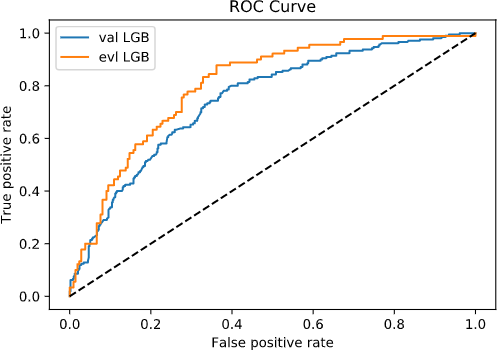 ROC Curve
val LGB
evl LGB
True positive rate
1.0
0.8
0.6
0.4
0.2
0.0
0.0 0.2 0.4 0.6 0.8 1.0
False positive rate